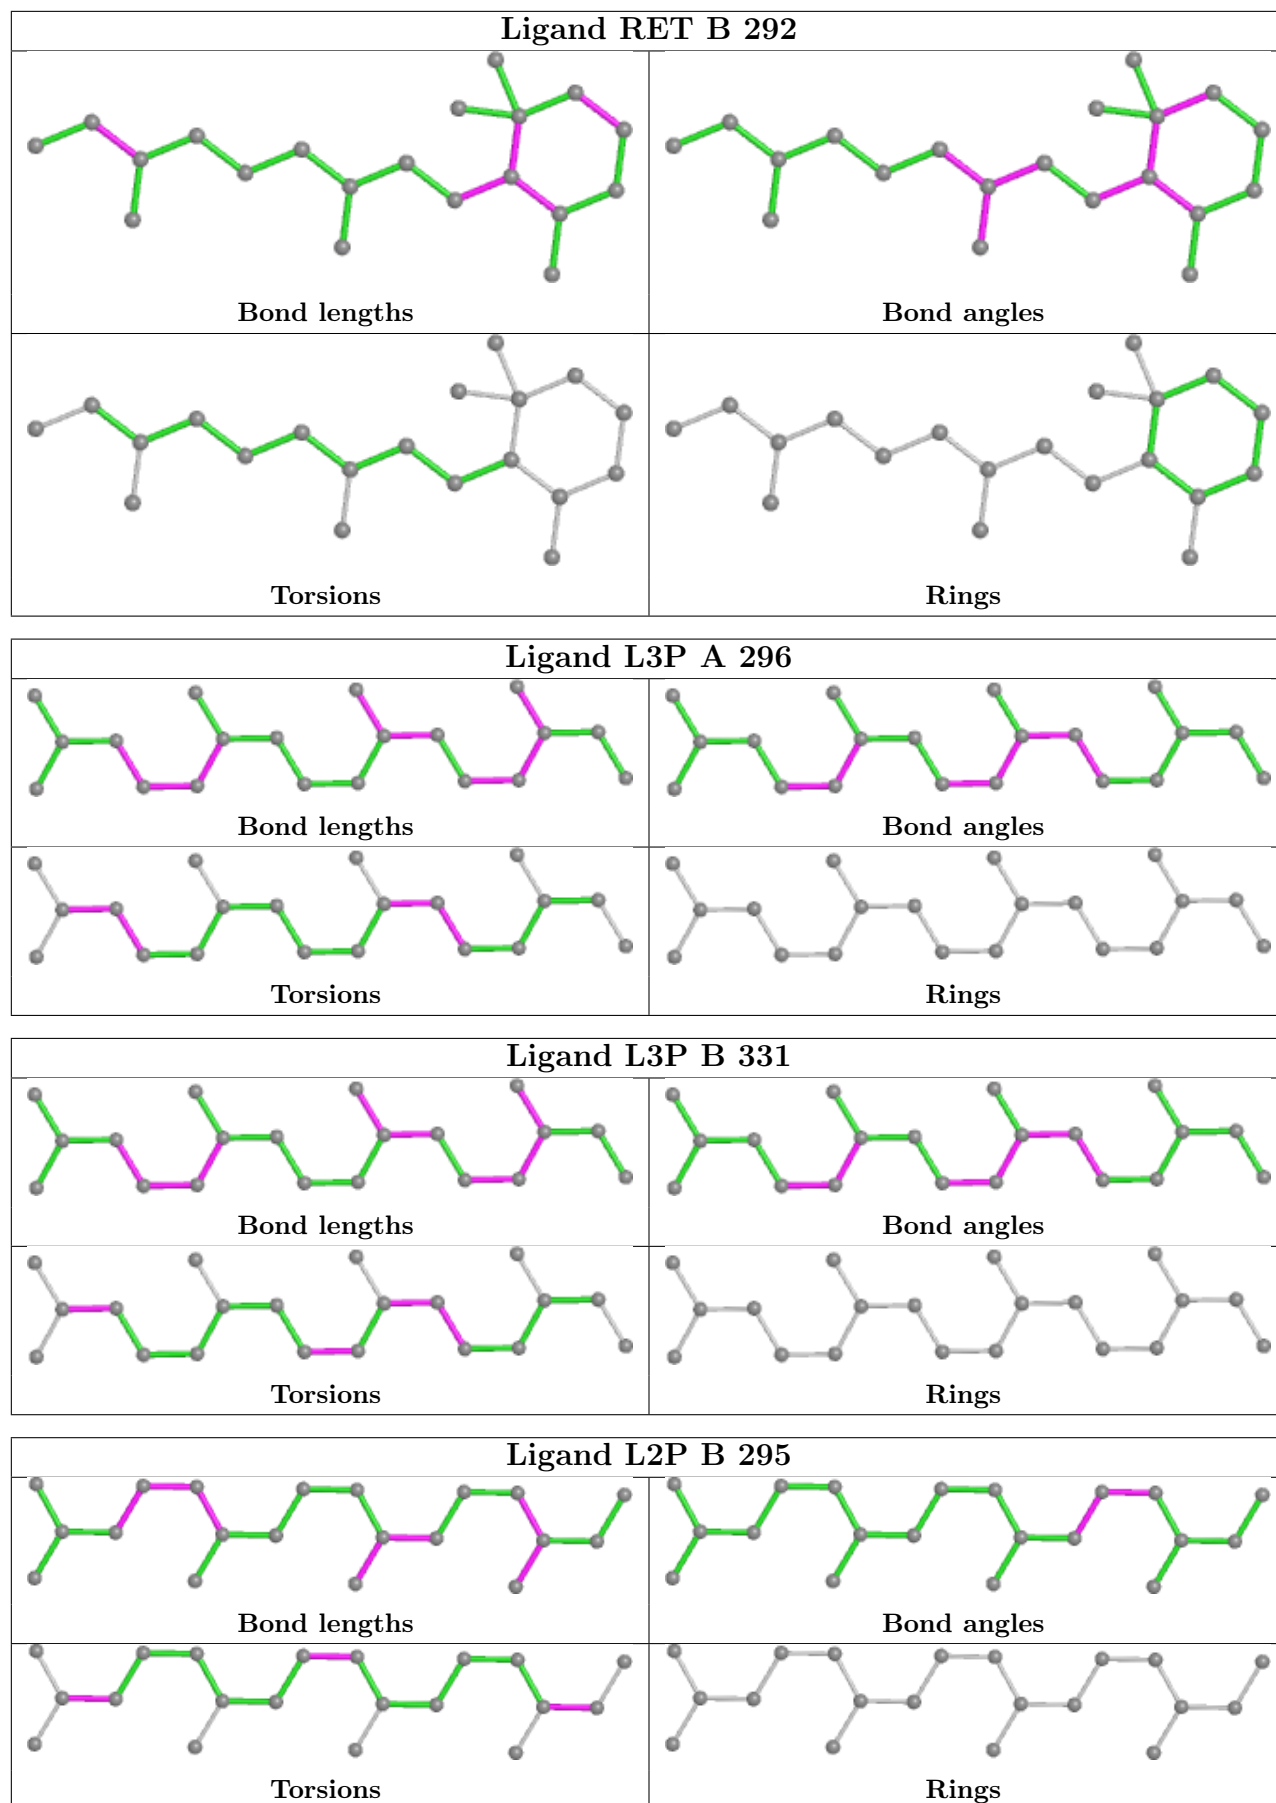 Ligand RET B 292
Bond lengths
Bond angles
Torsions
Rings
Ligand L3P A 296
Bond lengths
Bond angles
Torsions
Rings
Ligand L3P B 331
Bond lengths
Bond angles
Torsions
Rings
Ligand L2P B 295
Bond lengths
Bond angles
Torsions
Rings